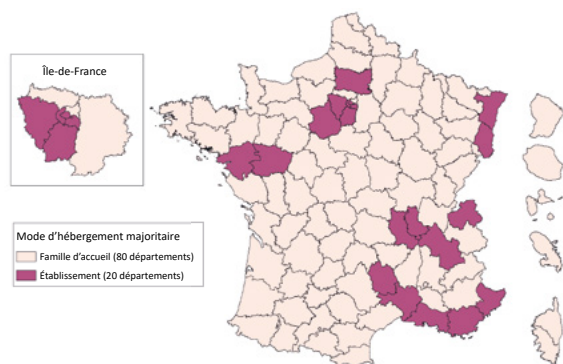 Île-de-France
Mode d’hébergement majoritaire
Famille d’accueil (80 départements)
Établissement (20 départements)